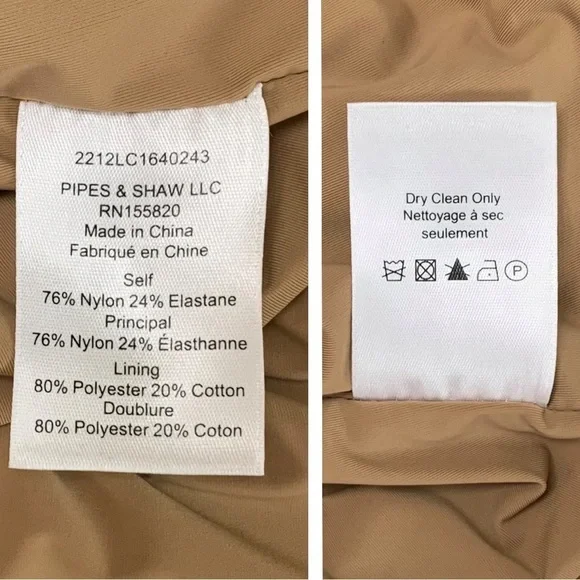 2212LC1640243
PIPES & SHAW LLC
RN155820
Made in China
Fabriqué en Chine
Self
76% Nylon 24% Elastane
Principal
76% Nylon 24% Élasthanne
Lining
80% Polyester 20% Cotton
Doublure
80% Polyester 20% Coton
Dry Clean Only
Nettoyage à sec
seulement
P